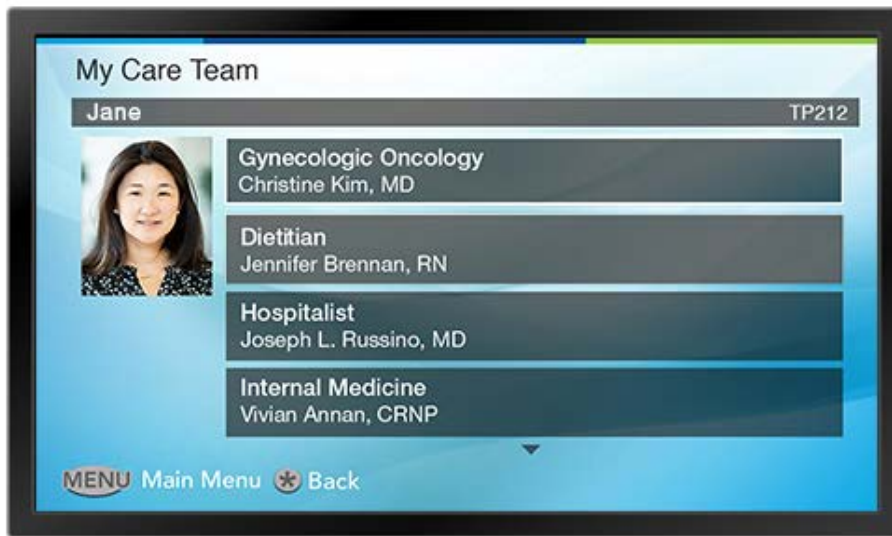 My Care Team
Jane TP212
Gynecologic Oncology
Christine Kim, MD
Dietitian
Jennifer Brennan, RN
Hospitalist
Joseph L. Russino, MD
Internal Medicine
Vivian Annan, CRNP
MENU Main Menu * Back